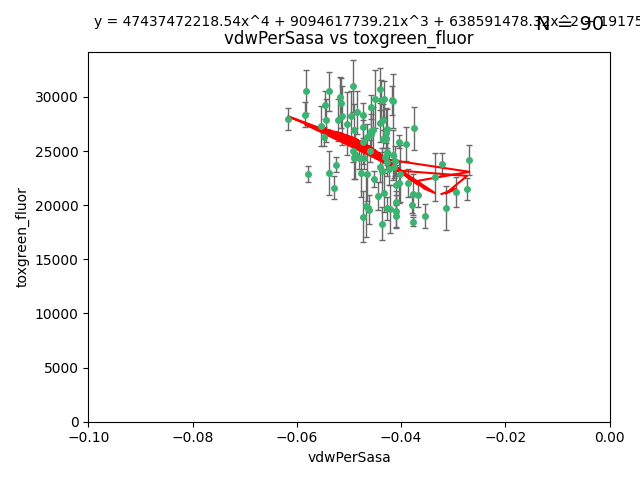 y = 47437472218.54x^4 + 9094617739.21x^3 + 638591478.32x^2 + 19175
N = 90
vdwPerSasa vs toxgreen_fluor
toxgreen_fluor
30000
25000
20000
15000
10000
5000
0
−0.10
−0.08
−0.06
−0.04
−0.02
0.00
vdwPerSasa